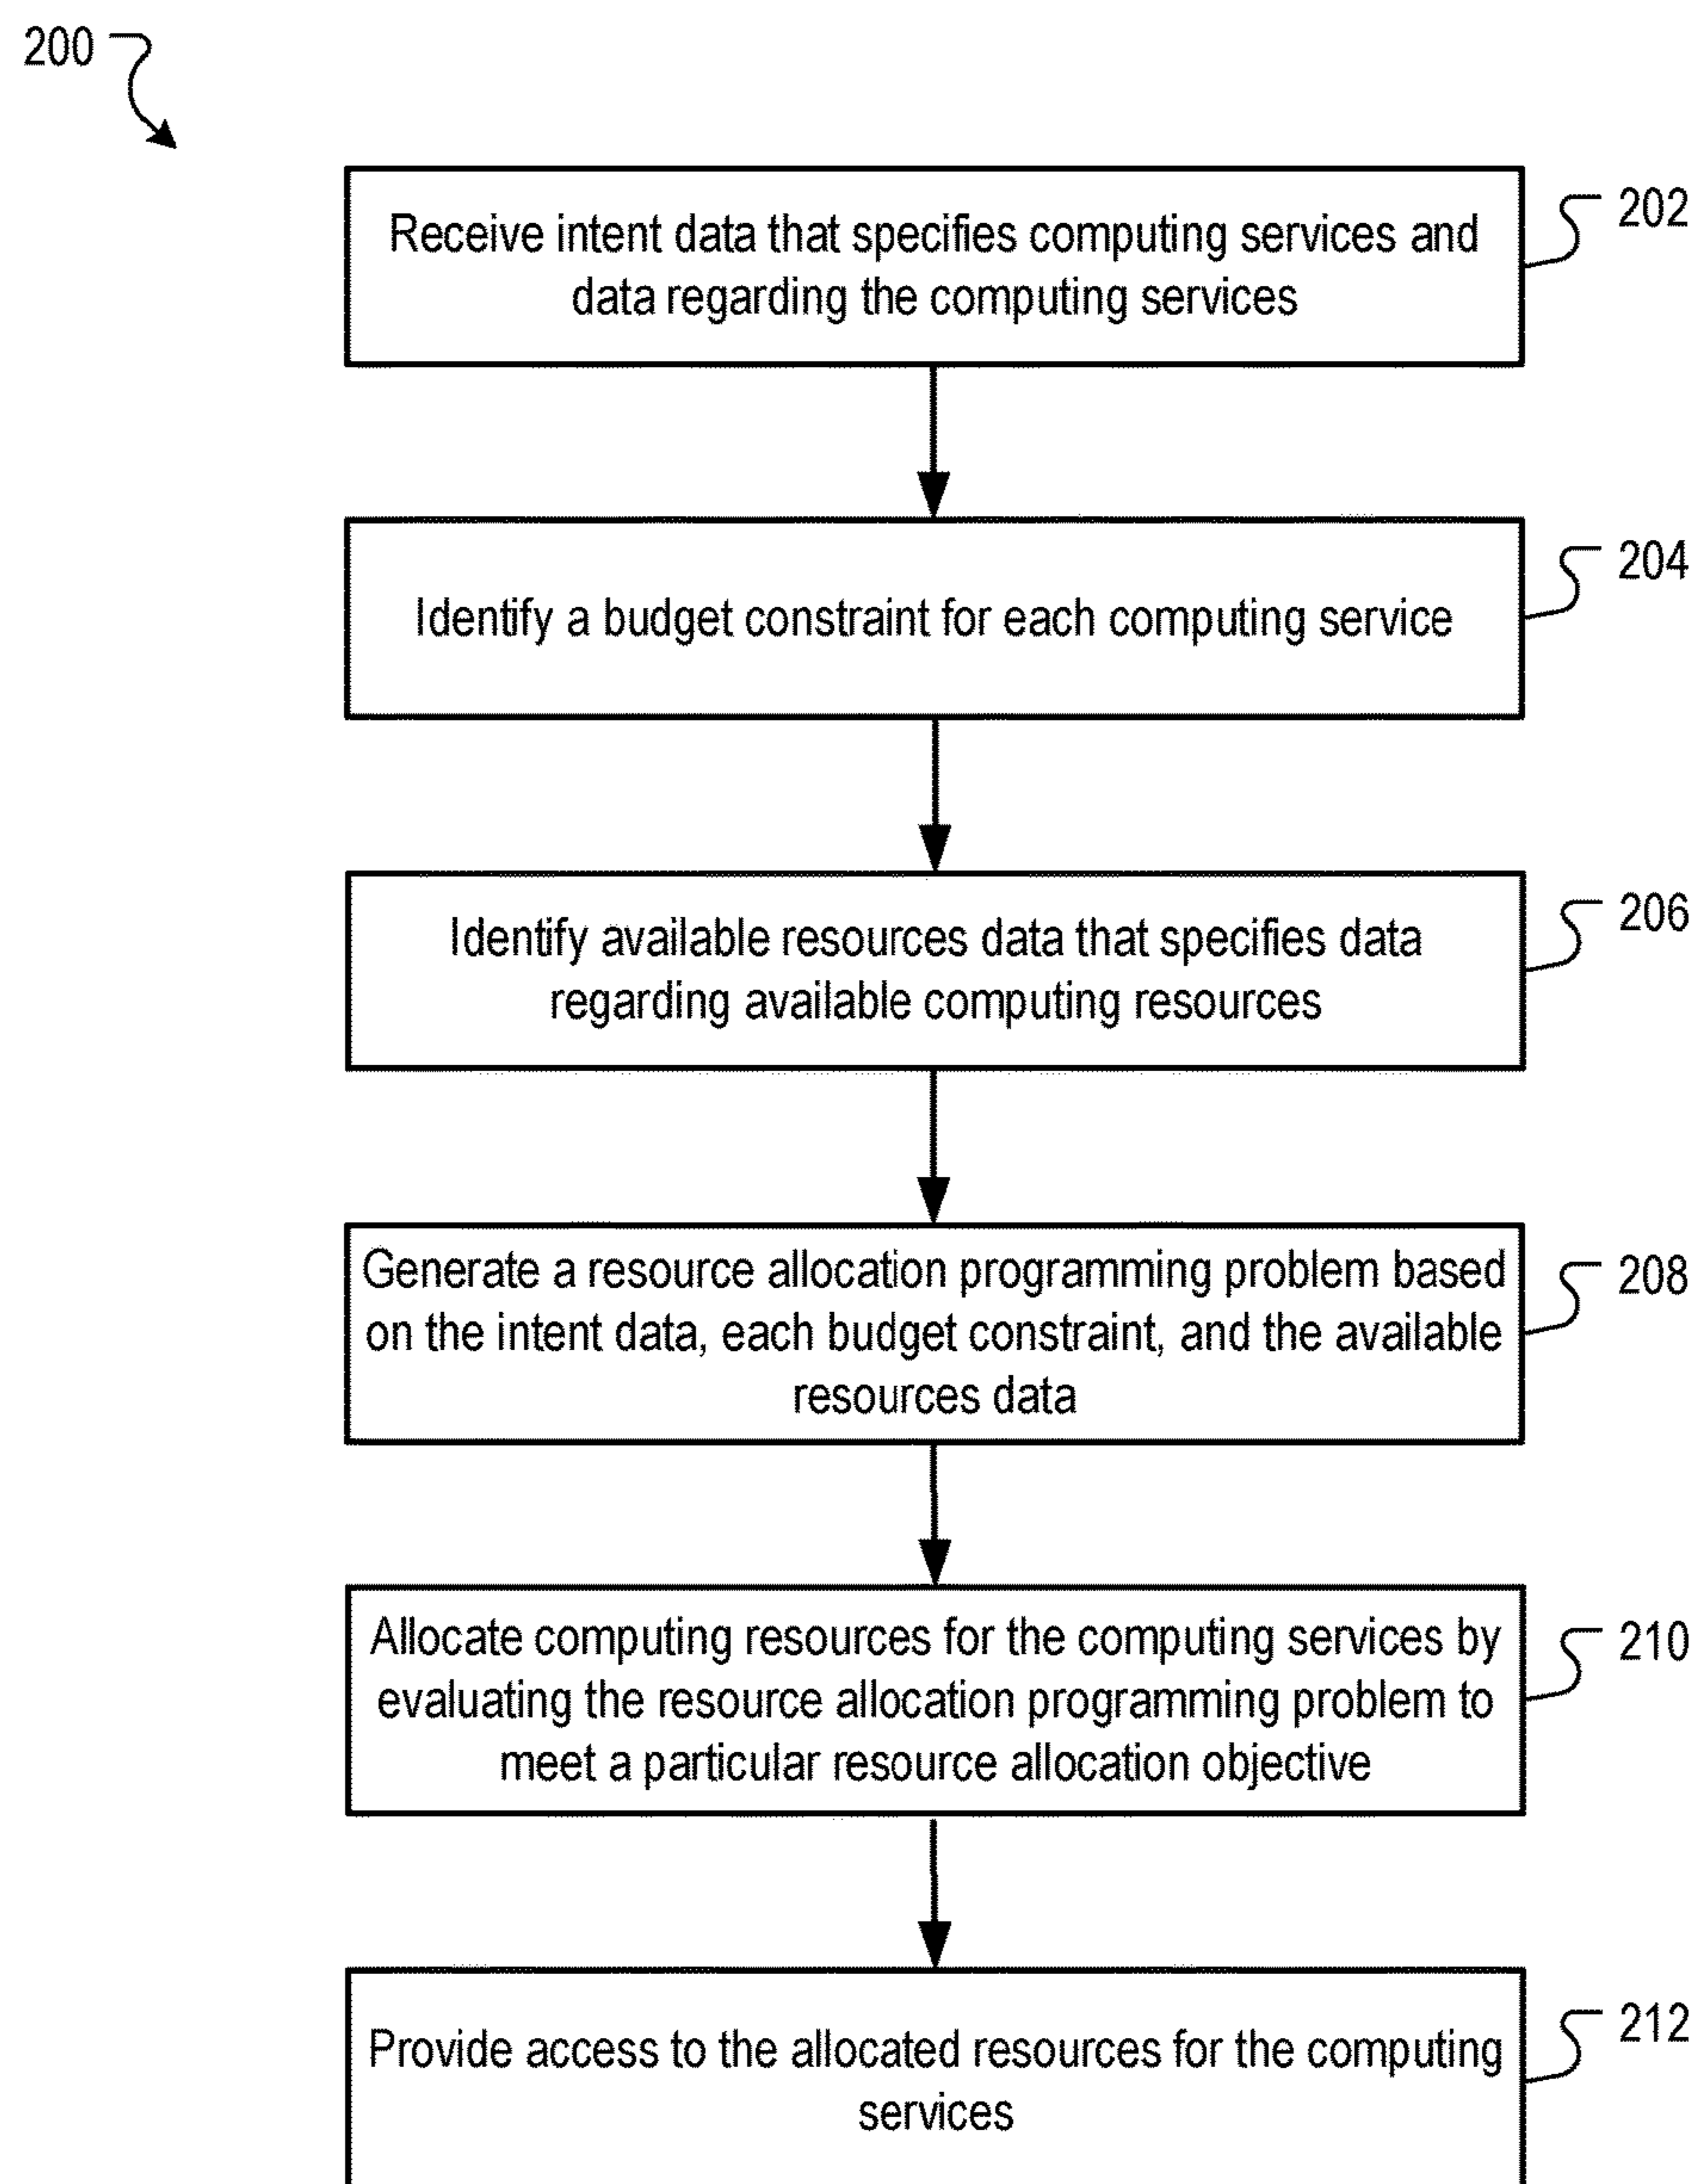 200
Receive intent data that specifies computing services and
data regarding the computing services
202
Identify a budget constraint for each computing service
204
Identify available resources data that specifies data
regarding available computing resources
206
Generate a resource allocation programming problem based
on the intent data, each budget constraint, and the available
resources data
208
Allocate computing resources for the computing services by
evaluating the resource allocation programming problem to
meet a particular resource allocation objective
210
Provide access to the allocated resources for the computing
services
212